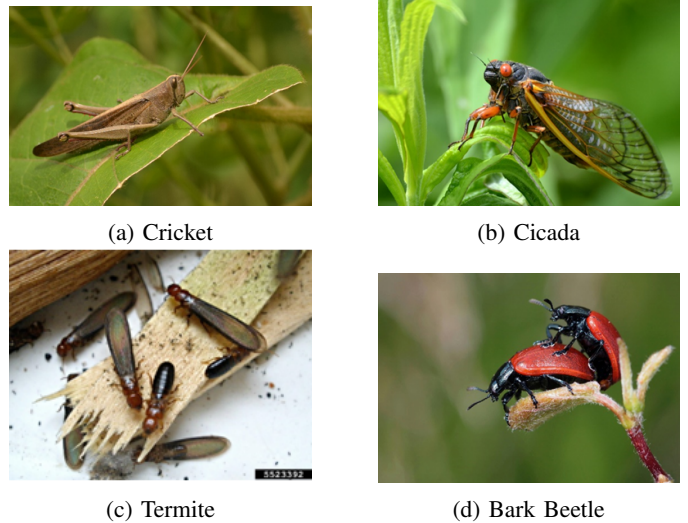 (a) Cricket
(b) Cicada
5523392
(c) Termite
(d) Bark Beetle